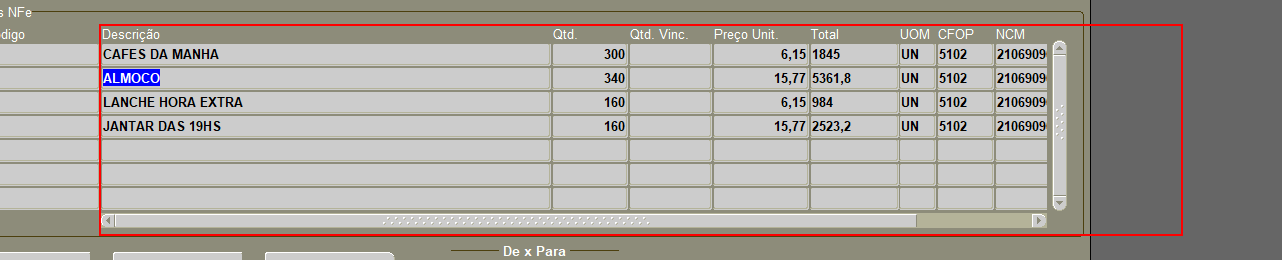 s NFe
ódigo Descrição Qtd. Qtd. Vinc. Preço Unit. Total UOM CFOP NCM
CAFES DA MANHA 300 6,15 1845 UN 5102 2106909
ALMOCO 340 15,77 5361,8 UN 5102 2106909
LANCHE HORA EXTRA 160 6,15 984 UN 5102 2106909
JANTAR DAS 19HS 160 15,77 2523,2 UN 5102 2106909
De x Para